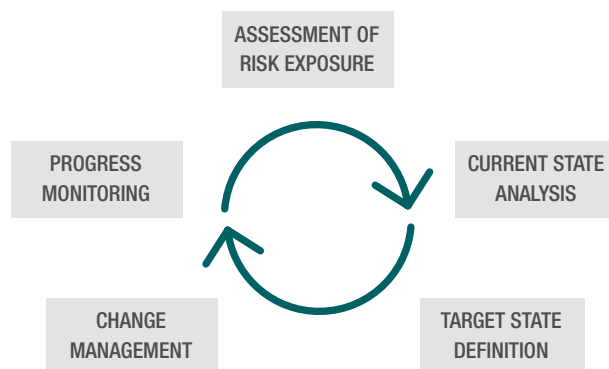 ASSESSMENT OF
RISK EXPOSURE
PROGRESS
MONITORING
CURRENT STATE
ANALYSIS
CHANGE
MANAGEMENT
TARGET STATE
DEFINITION